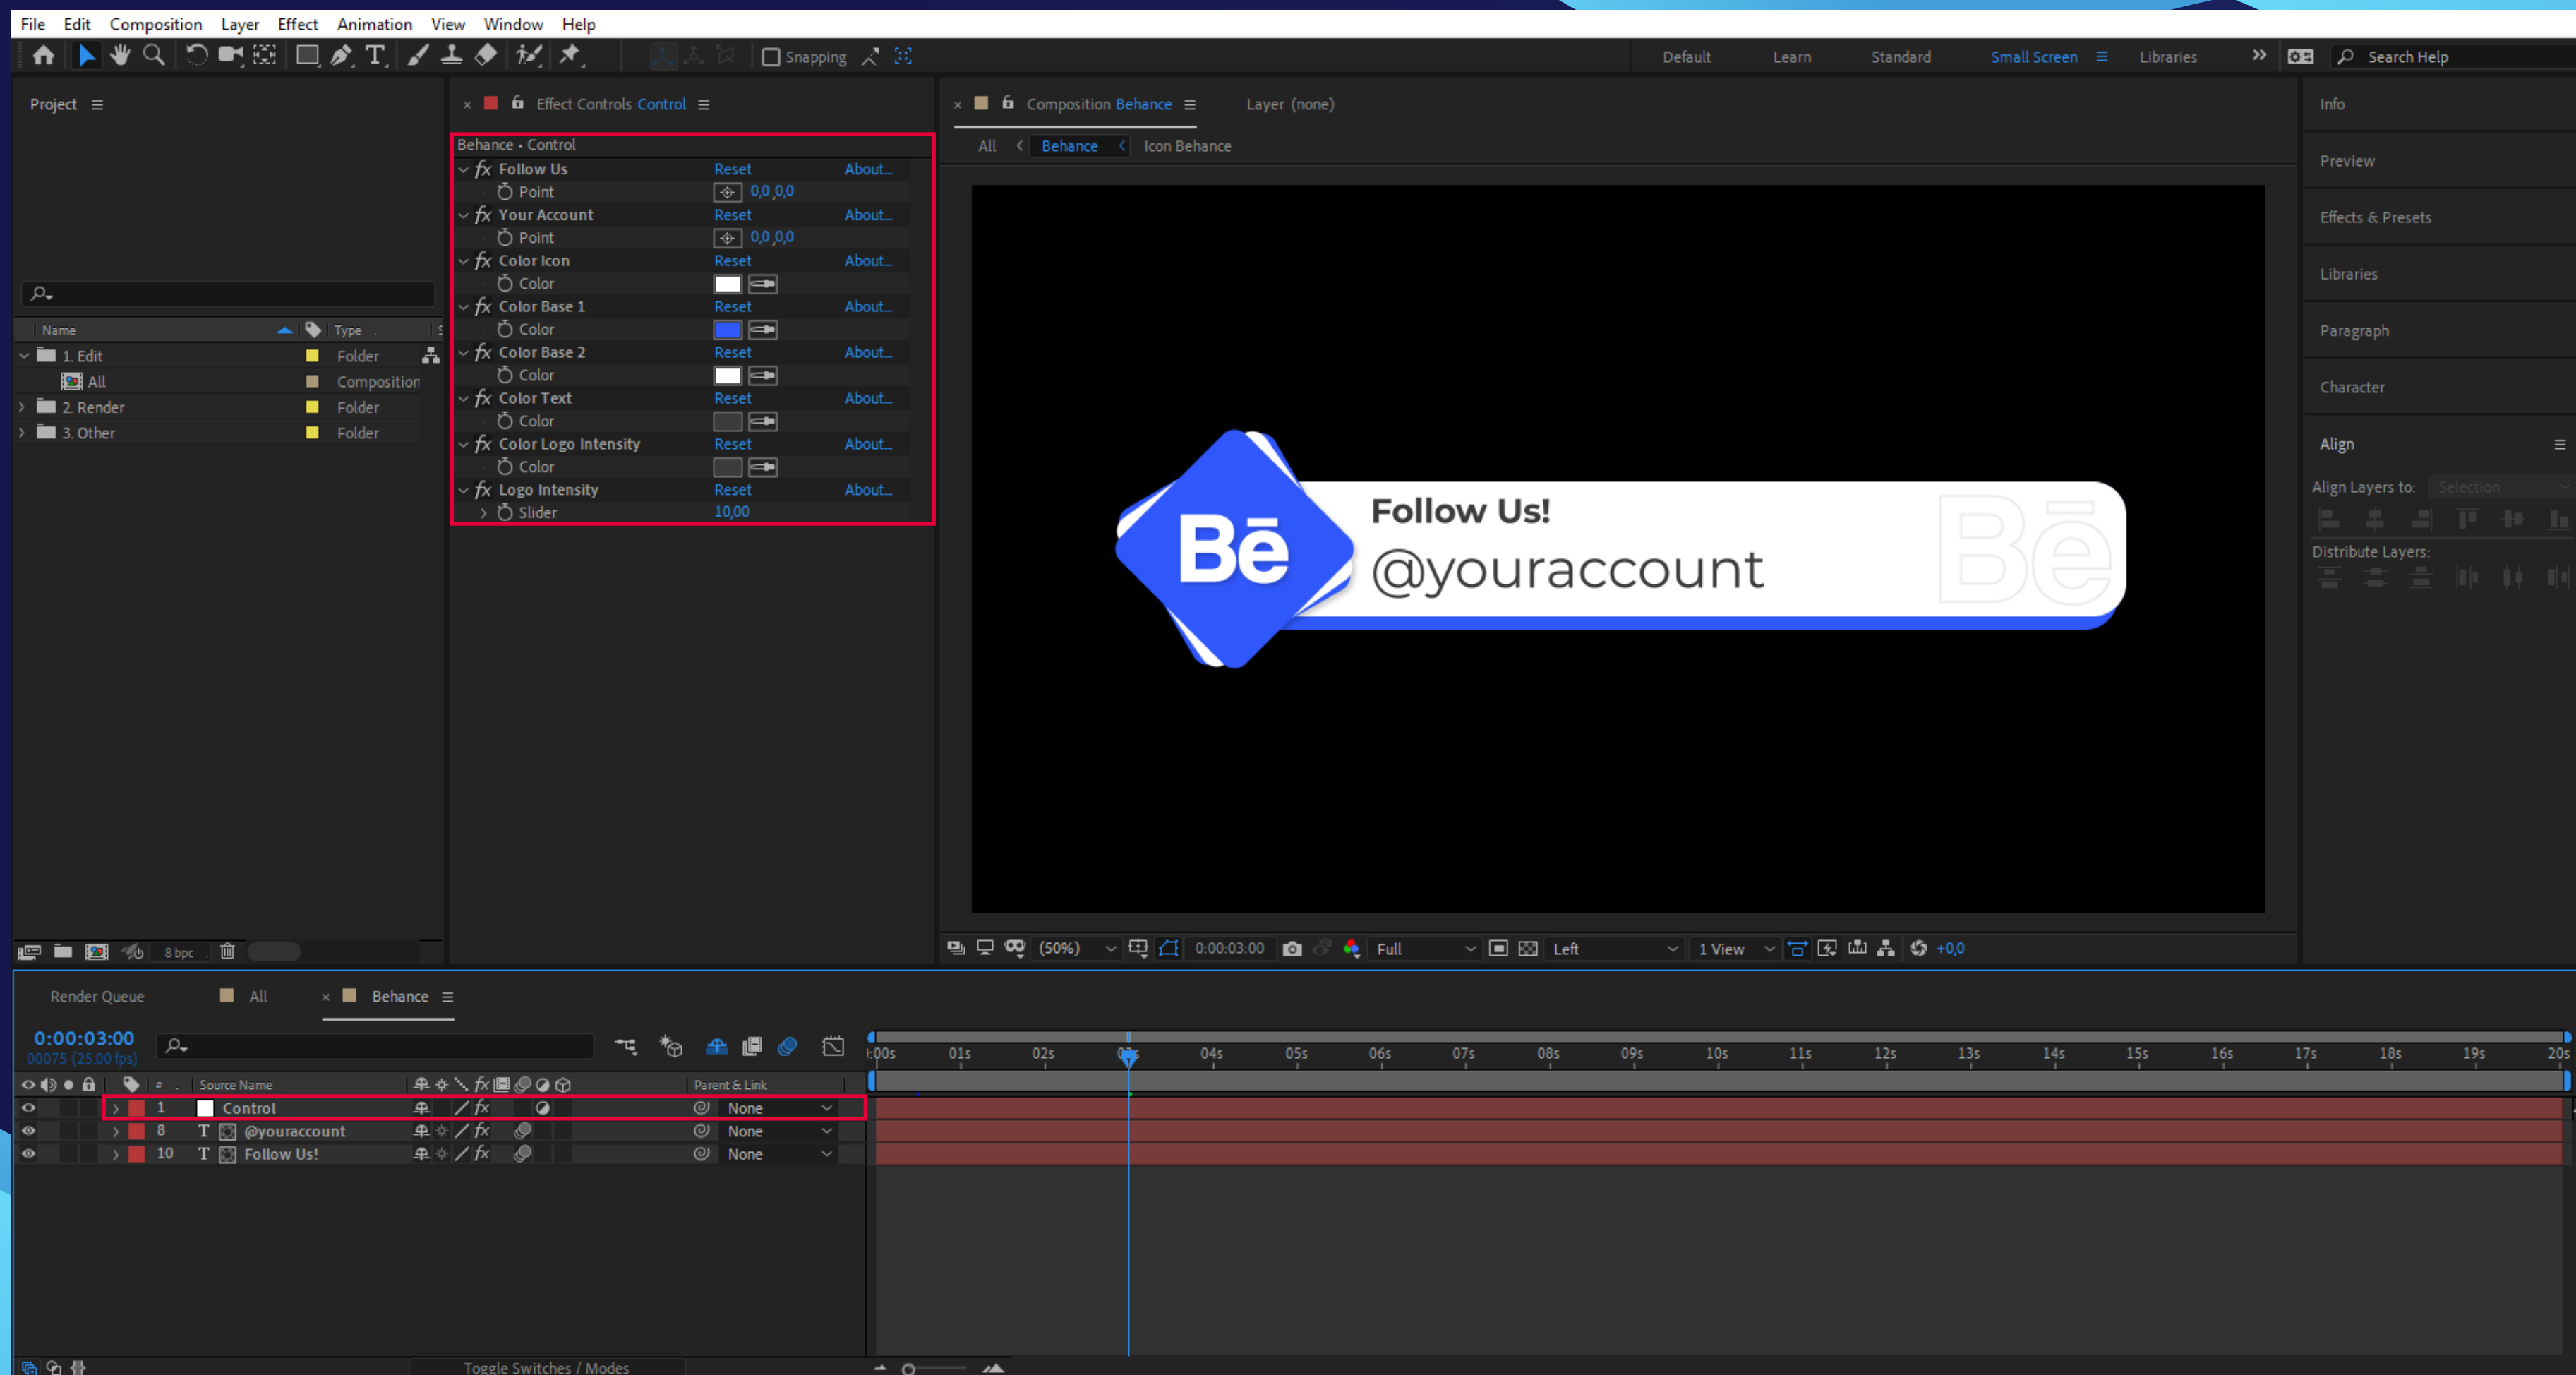 File Edit Composition Layer Effect Animation View Window Help
Snapping
Default Learn Standard Small Screen Libraries Search Help
Project
Effect Controls Control
Composition Behance Layer (none)
All Behance Icon Behance
Behance • Control
Follow Us Reset About...
Point 0,0,0,0
Your Account Reset About...
Point 0,0,0,0
Color Icon Reset About...
Color
Color Base 1 Reset About...
Color
Color Base 2 Reset About...
Color
Color Text Reset About...
Color
Color Logo Intensity Reset About...
Color
Logo Intensity Reset About...
Slider 10,00
Name Type
1. Edit Folder
All Composition
2. Render Folder
3. Other Folder
Bē
Follow Us!
@youraccount
Bē
Info
Preview
Effects & Presets
Libraries
Paragraph
Character
Align
Align Layers to: Selection
Distribute Layers:
8 bpc
(50%) 0:00:03:00 Full Left 1 View +0,0
Render Queue All Behance
0:00:03:00
00075 (25.00 fps)
:00s 01s 02s 03s 04s 05s 06s 07s 08s 09s 10s 11s 12s 13s 14s 15s 16s 17s 18s 19s 20s
# Source Name Parent & Link
1 Control None
8 T @youraccount None
10 T Follow Us! None
Toggle Switches / Modes